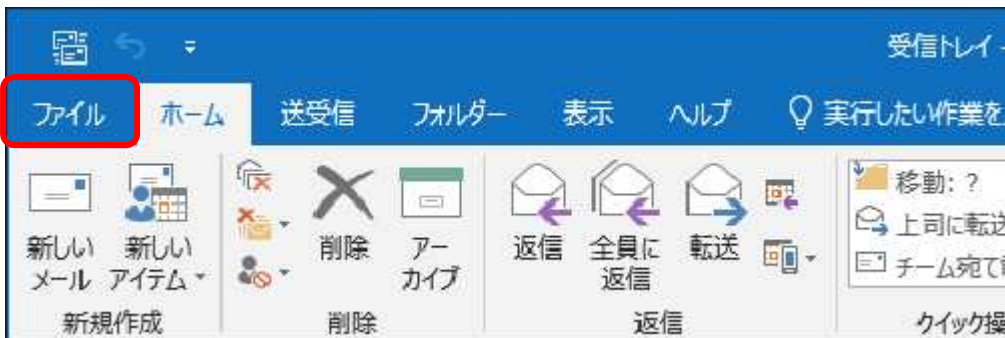 受信トレイ -
ファイル ホーム 送受信 フォルダー 表示 ヘルプ 実行したい作業を
新しい
メール
新しい
アイテム
削除
アー
カイブ
返信
全員に
返信
転送
移動: ?
上司に転送
チーム宛て
新規作成 削除 返信 クイック操